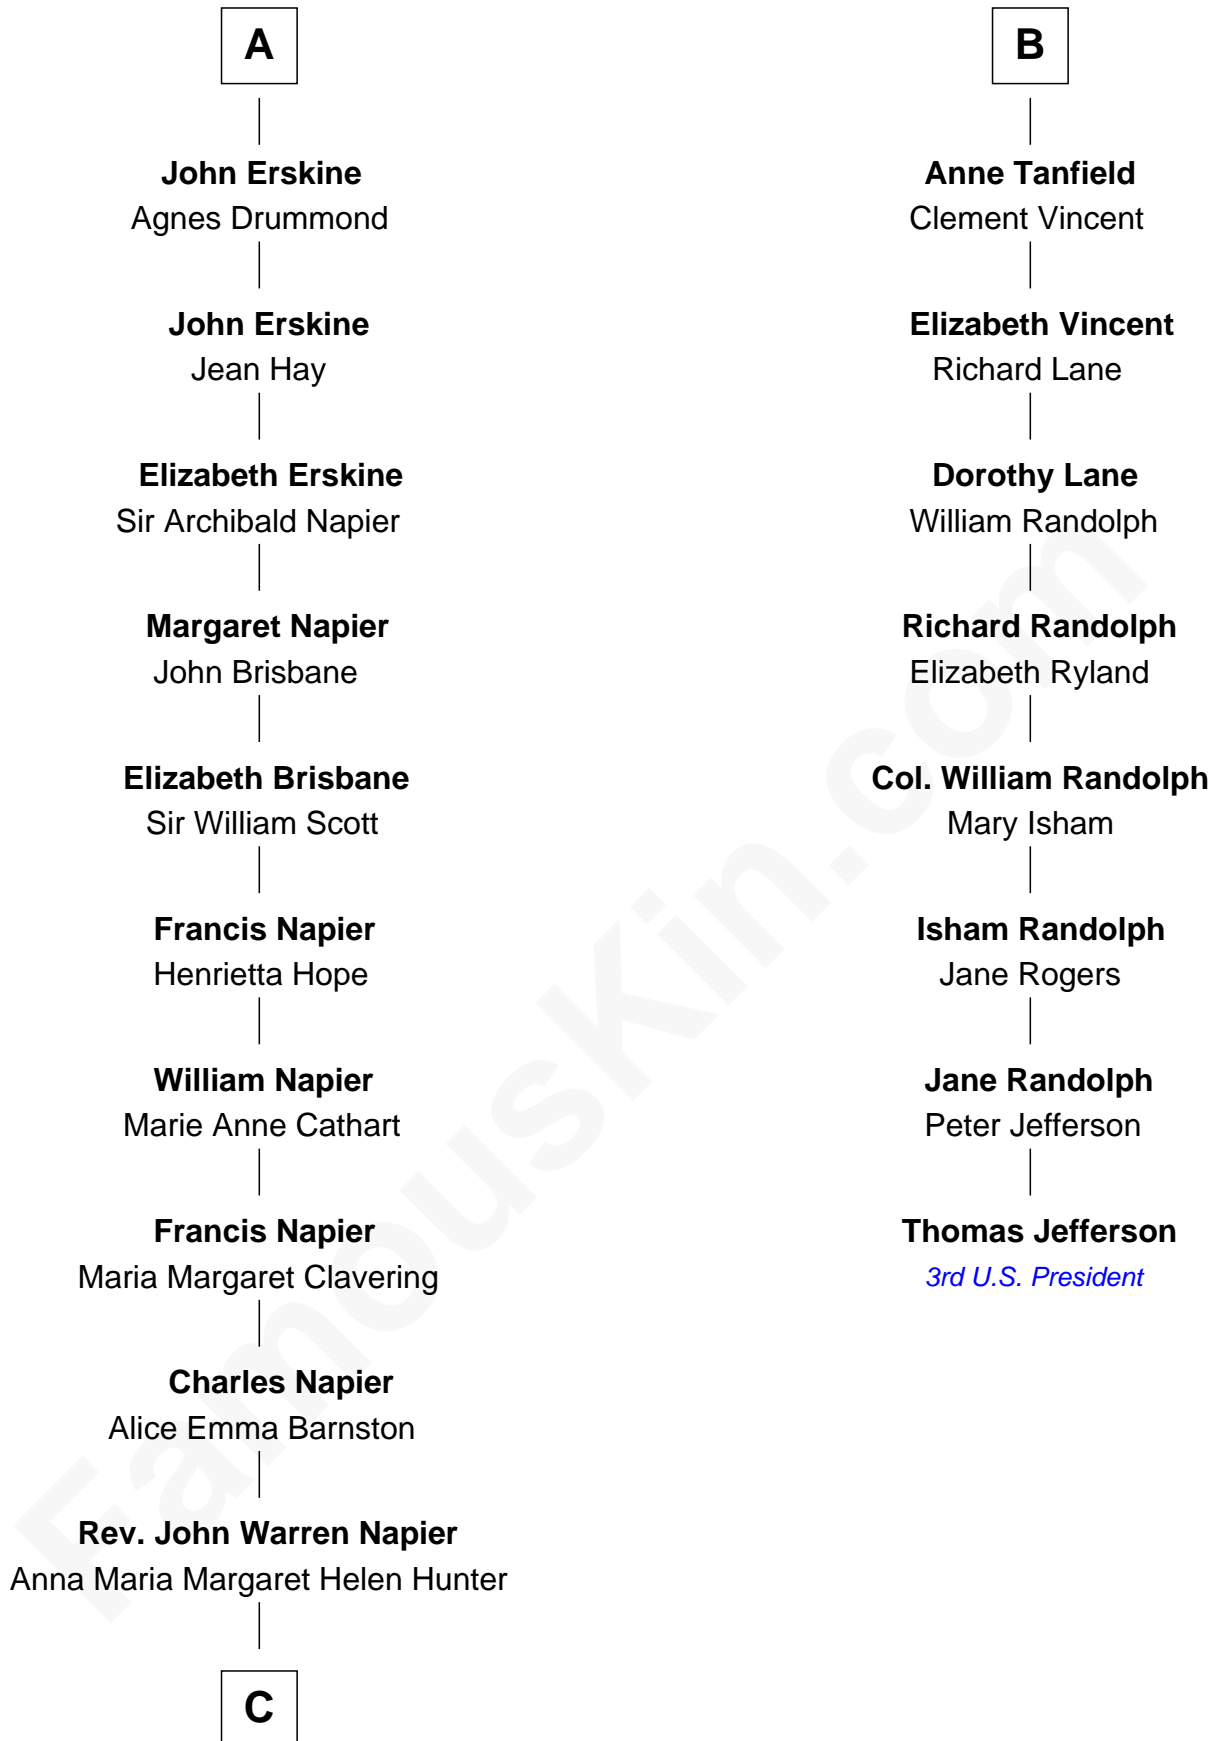 A
John Erskine
Agnes Drummond
John Erskine
Jean Hay
Elizabeth Erskine
Sir Archibald Napier
Margaret Napier
John Brisbane
Elizabeth Brisbane
Sir William Scott
Francis Napier
Henrietta Hope
William Napier
Marie Anne Cathart
Francis Napier
Maria Margaret Clavering
Charles Napier
Alice Emma Barnston
Rev. John Warren Napier
Anna Maria Margaret Helen Hunter
C
B
Anne Tanfield
Clement Vincent
Elizabeth Vincent
Richard Lane
Dorothy Lane
William Randolph
Richard Randolph
Elizabeth Ryland
Col. William Randolph
Mary Isham
Isham Randolph
Jane Rogers
Jane Randolph
Peter Jefferson
Thomas Jefferson
3rd U.S. President
FamousKin.com